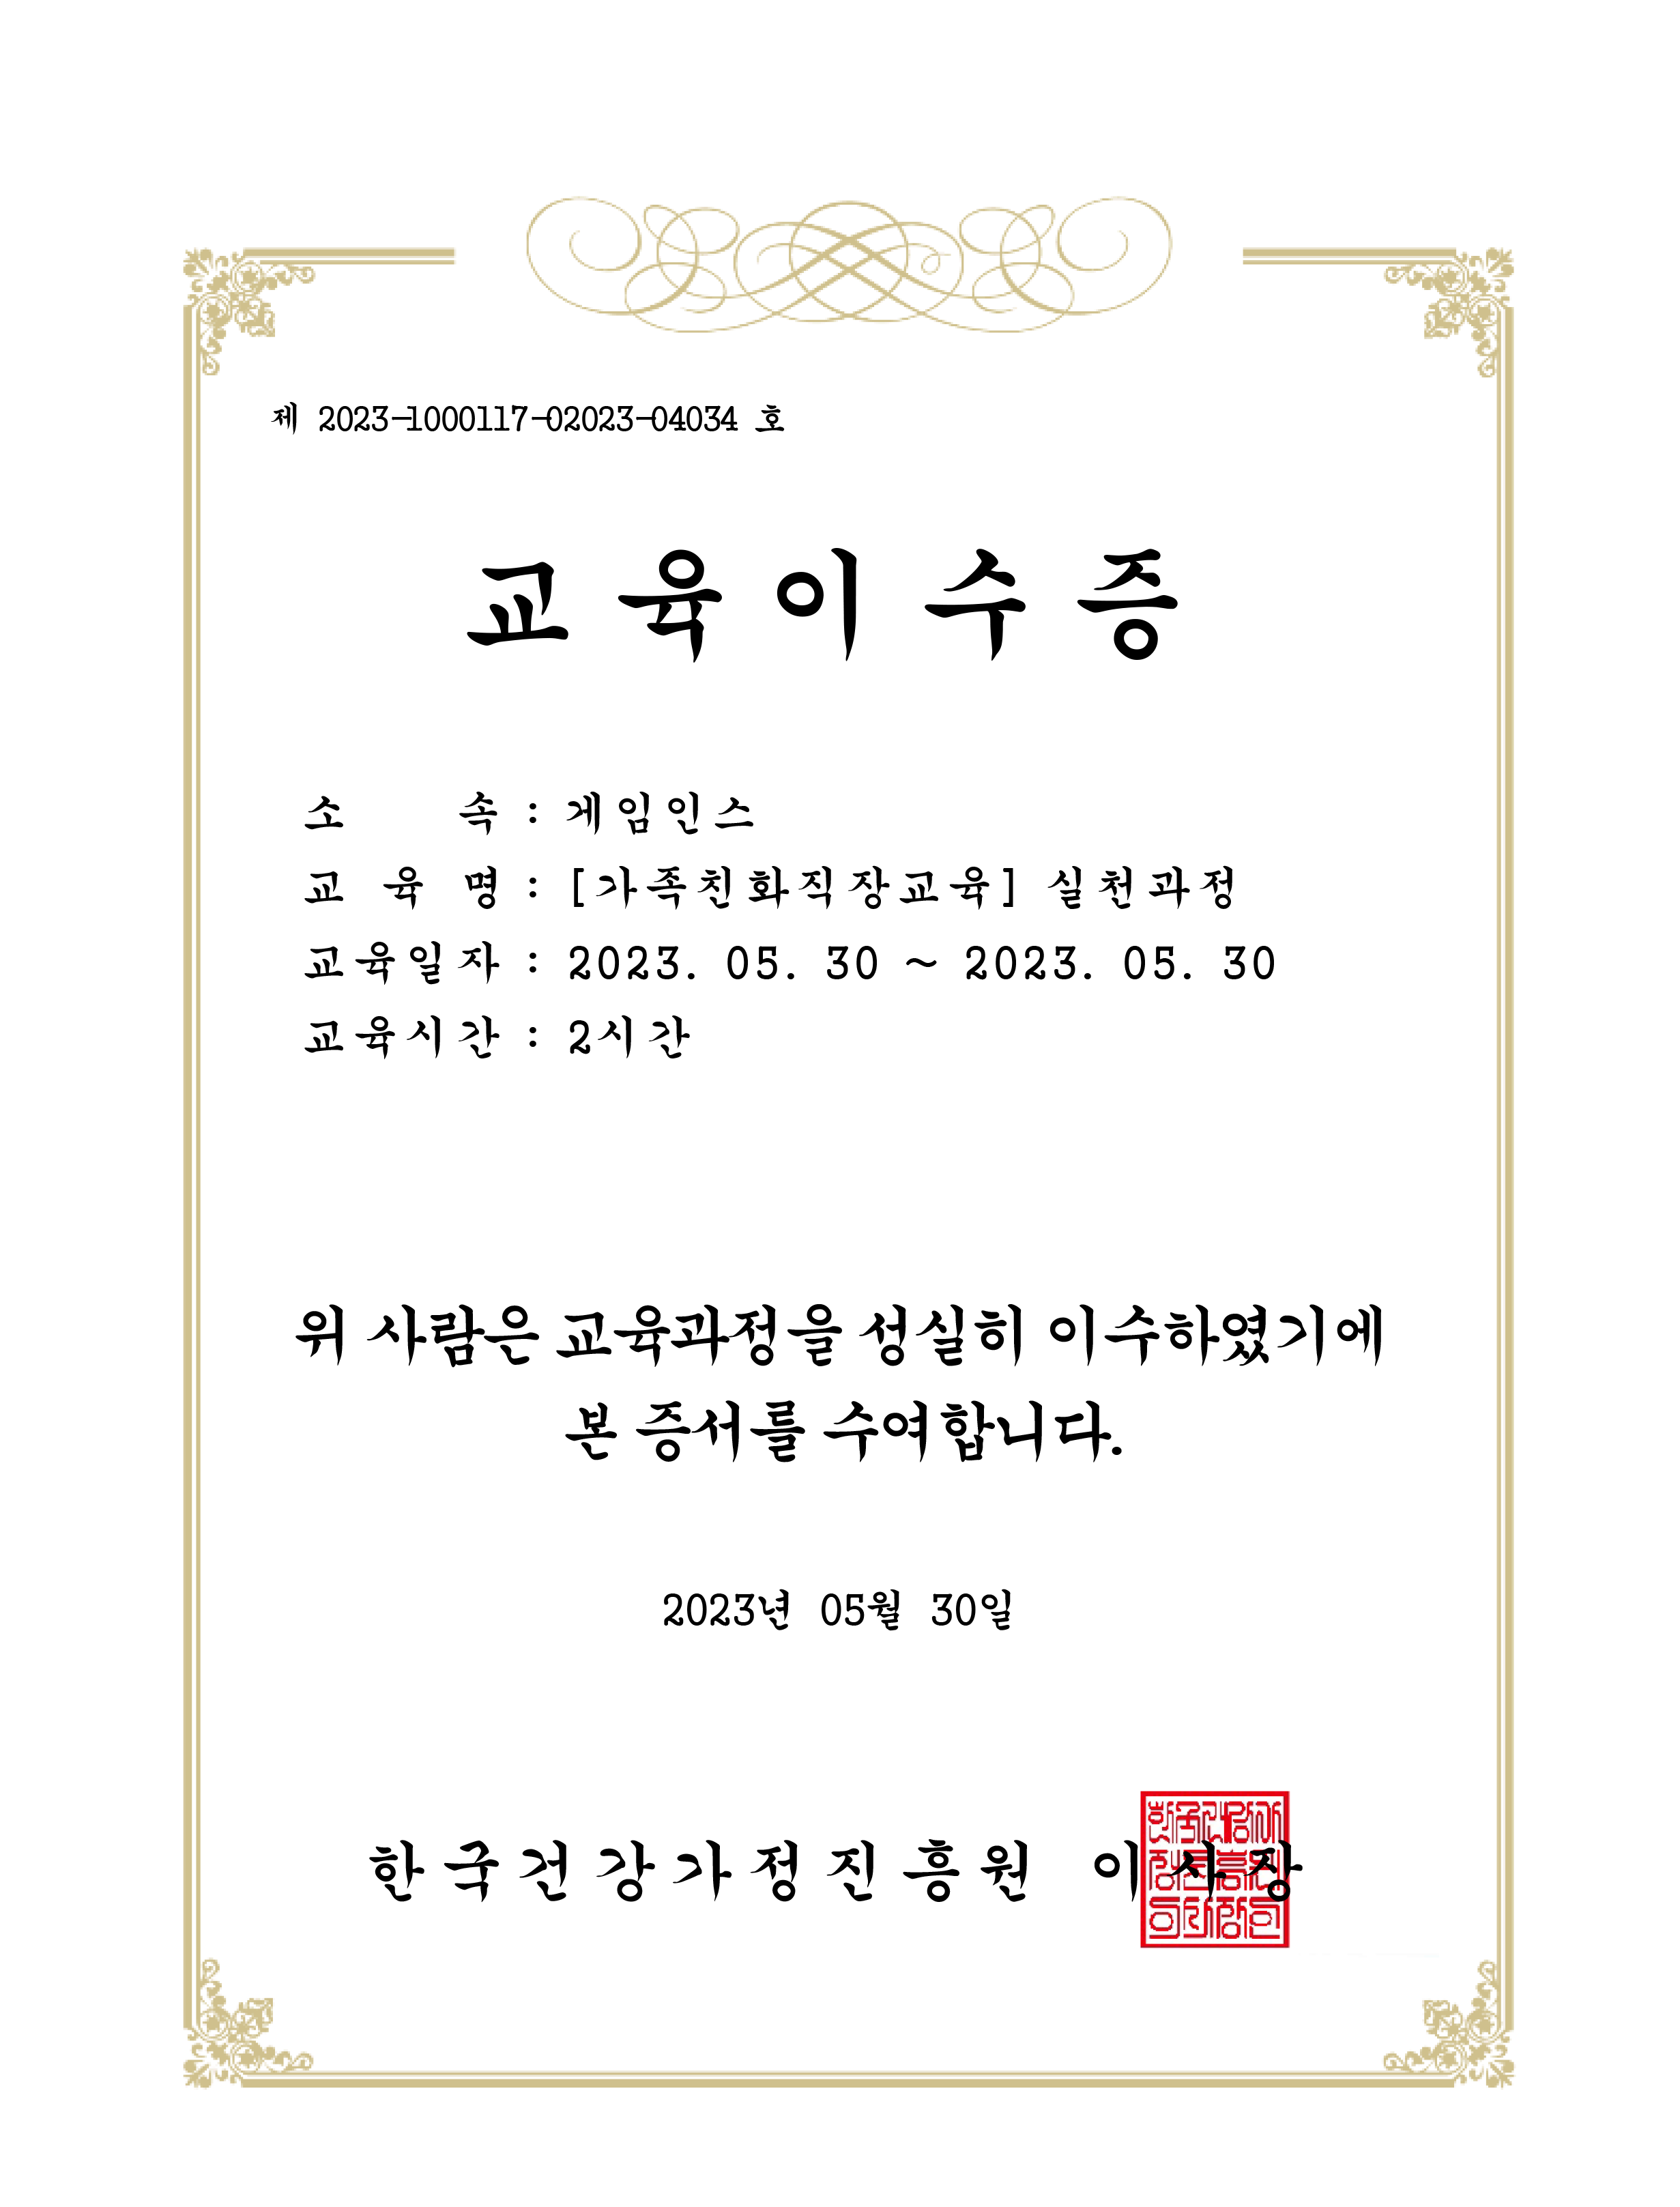 제 2023-1000117-02023-04034 호
교 육 이 수 증
소 속 : 게임인스
교 육 명 : [가족친화직장교육] 실천과정
교육일자 : 2023. 05. 30 ~ 2023. 05. 30
교육시간 : 2시간
위 사람은 교육과정을 성실히 이수하였기에
본 증서를 수여합니다.
2023년 05월 30일
한국건강가정진흥원 이사장